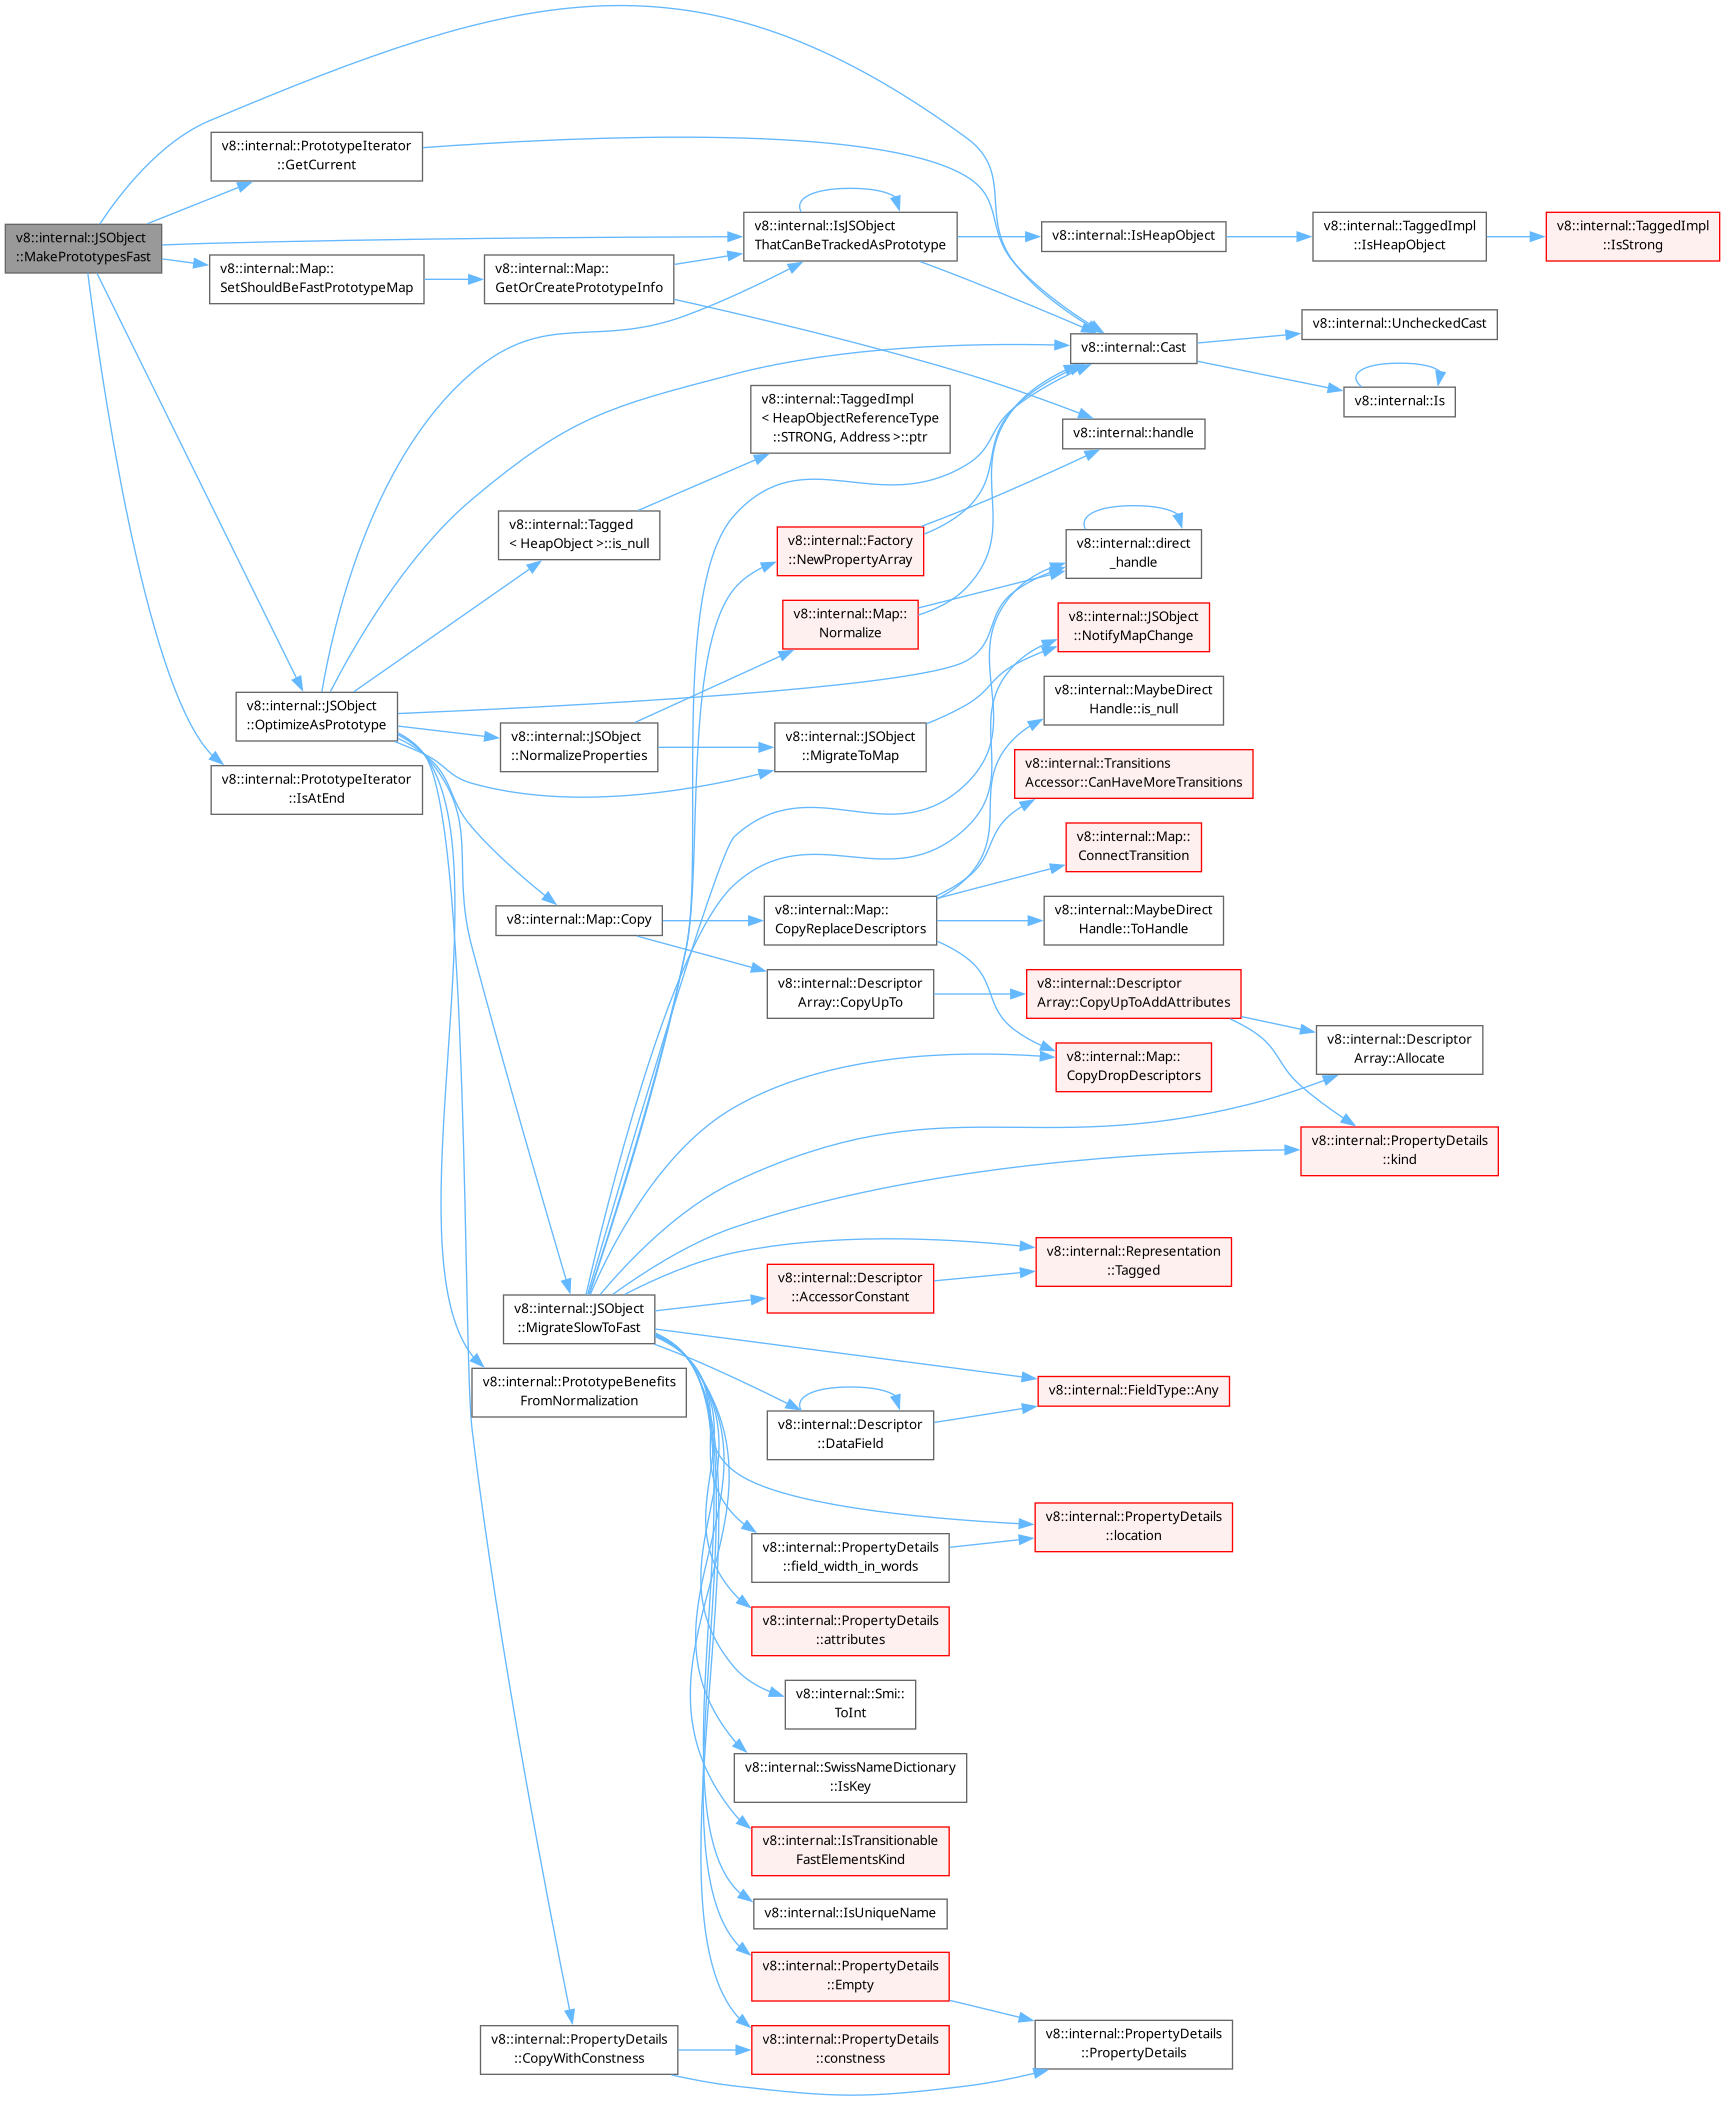 v8::internal::JSObject
::MakePrototypesFast
v8::internal::PrototypeIterator
::GetCurrent
v8::internal::Map::
SetShouldBeFastPrototypeMap
v8::internal::Map::
GetOrCreatePrototypeInfo
v8::internal::IsJSObject
ThatCanBeTrackedAsPrototype
v8::internal::IsHeapObject
v8::internal::TaggedImpl
::IsHeapObject
v8::internal::TaggedImpl
::IsStrong
v8::internal::Cast
v8::internal::UncheckedCast
v8::internal::Is
v8::internal::TaggedImpl
< HeapObjectReferenceType
::STRONG, Address >::ptr
v8::internal::handle
v8::internal::Tagged
< HeapObject >::is_null
v8::internal::Factory
::NewPropertyArray
v8::internal::direct
_handle
v8::internal::Map::
Normalize
v8::internal::JSObject
::NotifyMapChange
v8::internal::JSObject
::OptimizeAsPrototype
v8::internal::JSObject
::NormalizeProperties
v8::internal::JSObject
::MigrateToMap
v8::internal::MaybeDirect
Handle::is_null
v8::internal::PrototypeIterator
::IsAtEnd
v8::internal::Transitions
Accessor::CanHaveMoreTransitions
v8::internal::Map::
ConnectTransition
v8::internal::Map::Copy
v8::internal::Map::
CopyReplaceDescriptors
v8::internal::MaybeDirect
Handle::ToHandle
v8::internal::Descriptor
Array::CopyUpTo
v8::internal::Descriptor
Array::CopyUpToAddAttributes
v8::internal::Descriptor
Array::Allocate
v8::internal::Map::
CopyDropDescriptors
v8::internal::PropertyDetails
::kind
v8::internal::Representation
::Tagged
v8::internal::JSObject
::MigrateSlowToFast
v8::internal::Descriptor
::AccessorConstant
v8::internal::PrototypeBenefits
FromNormalization
v8::internal::FieldType::Any
v8::internal::Descriptor
::DataField
v8::internal::PropertyDetails
::location
v8::internal::PropertyDetails
::field_width_in_words
v8::internal::PropertyDetails
::attributes
v8::internal::Smi::
ToInt
v8::internal::SwissNameDictionary
::IsKey
v8::internal::IsTransitionable
FastElementsKind
v8::internal::IsUniqueName
v8::internal::PropertyDetails
::Empty
v8::internal::PropertyDetails
::CopyWithConstness
v8::internal::PropertyDetails
::constness
v8::internal::PropertyDetails
::PropertyDetails